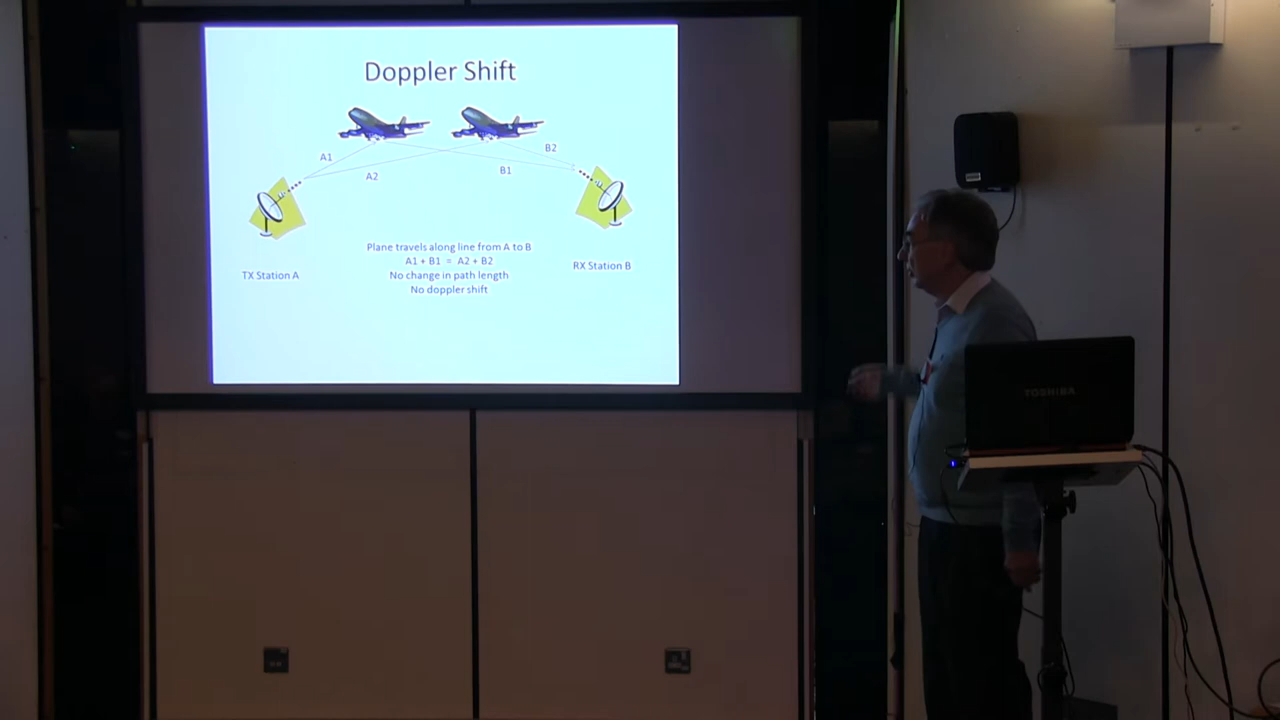 Doppler Shift
A1
A2
B1
B2
TX Station A
RX Station B
Plane travels along line from A to B
A1 + B1 = A2 + B2
No change in path length
No doppler shift
TOSHIBA